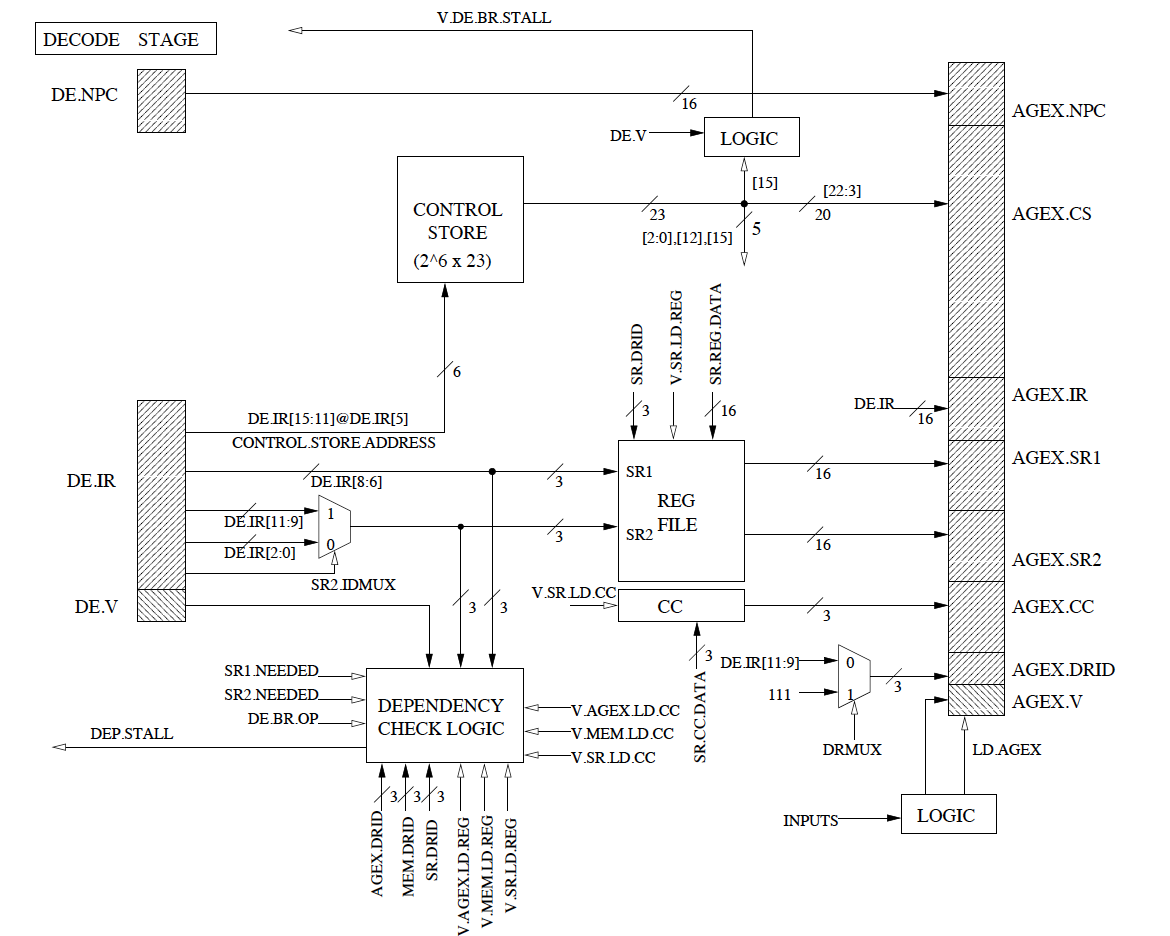 V.DE.BR.STALL
DECODE STAGE
DE.NPC
16
AGEX.NPC
DE.V
LOGIC
[15]
CONTROL
STORE
(2^6 x 23)
23
[22:3]
20
AGEX.CS
[2:0],[12],[15]
5
6
SR.DRID
V.SR.LD.REG
SR.REG.DATA
3
16
DE.IR
16
AGEX.IR
DE.IR[15:11]@DE.IR[5]
CONTROL.STORE.ADDRESS
DE.IR
DE.IR[8:6]
3
SR1
REG
FILE
16
AGEX.SR1
DE.IR[11:9]
1
DE.IR[2:0]
0
3
SR2
16
AGEX.SR2
SR2.IDMUX
DE.V
3
3
V.SR.LD.CC
CC
3
AGEX.CC
3
SR.CC.DATA
DE.IR[11:9]
0
111
1
3
AGEX.DRID
AGEX.V
DRMUX
LD.AGEX
SR1.NEEDED
SR2.NEEDED
DE.BR.OP
DEPENDENCY
CHECK LOGIC
V.AGEX.LD.CC
V.MEM.LD.CC
V.SR.LD.CC
DEP.STALL
3
3
3
AGEX.DRID
MEM.DRID
SR.DRID
V.AGEX.LD.REG
V.MEM.LD.REG
V.SR.LD.REG
INPUTS
LOGIC